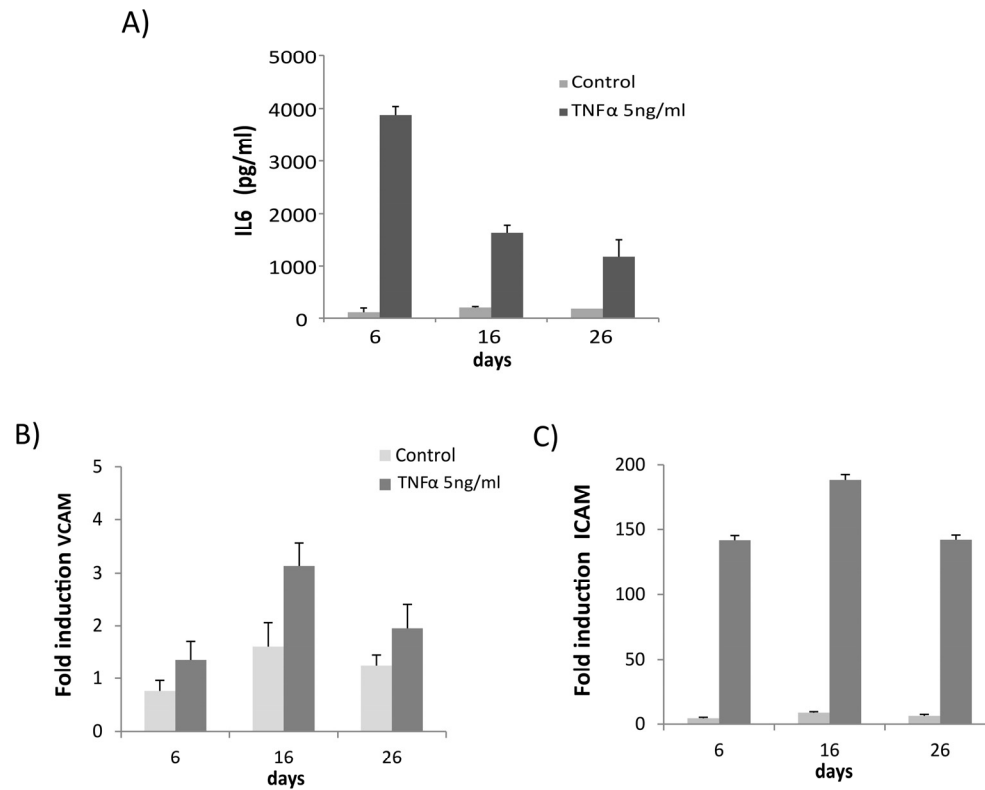 A)
5000
4000
3000
2000
1000
0
IL6 (pg/ml)
Control
TNFα 5ng/ml
6 16 26
days
B)
5
4
3
2
1
0
Fold induction VCAM
Control
TNFα 5ng/ml
6 16 26
days
C)
200
150
100
50
0
Fold induction ICAM
6 16 26
days